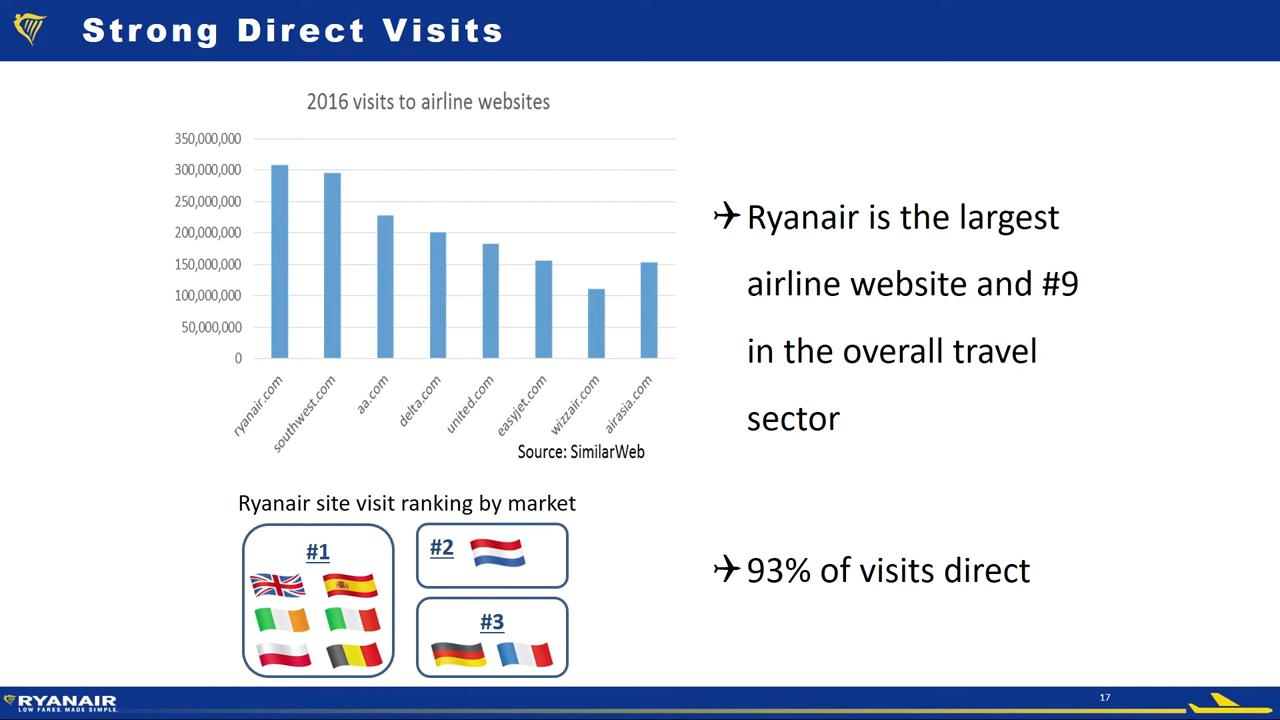 Strong Direct Visits
2016 visits to airline websites
350,000,000
300,000,000
250,000,000
200,000,000
150,000,000
100,000,000
50,000,000
0
ryanair.com
southwest.com
aa.com
delta.com
united.com
easyjet.com
wizzair.com
airasia.com
Source: SimilarWeb
Ryanair site visit ranking by market
#1
#2
#3
Ryanair is the largest
airline website and #9
in the overall travel
sector
93% of visits direct
RYANAIR
LOW FARES. MADE SIMPLE.
17